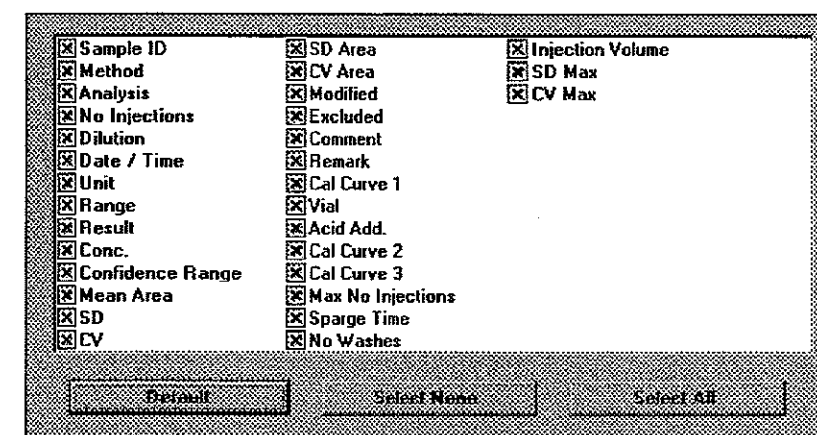 Sample ID
Method
Analysis
No Injections
Dilution
Date / Time
Unit
Range
Result
Conc.
Confidence Range
Mean Area
SD
CV
SD Area
CV Area
Modified
Excluded
Comment
Remark
Cal Curve 1
Vial
Acid Add.
Cal Curve 2
Cal Curve 3
Max No Injections
Sparge Time
No Washes
Injection Volume
SD Max
CV Max
Default
Select None
Select All